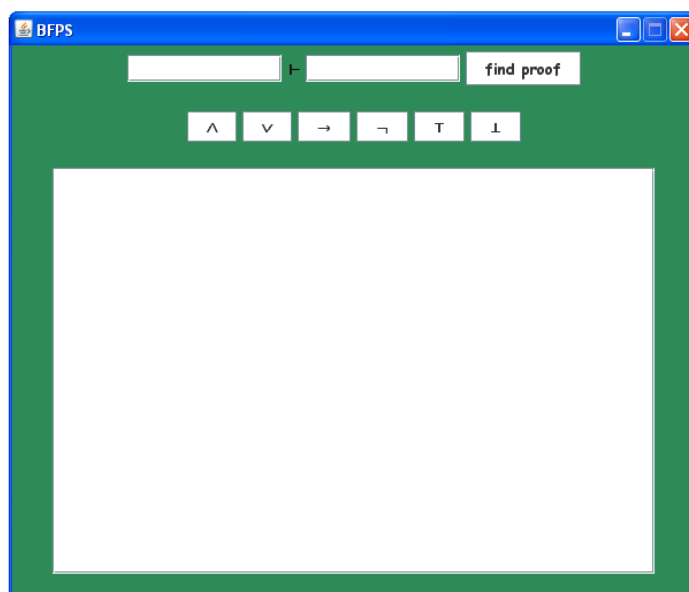 BFPS
⊢ find proof
∧ ∨ → ¬ ⊤ ⊥